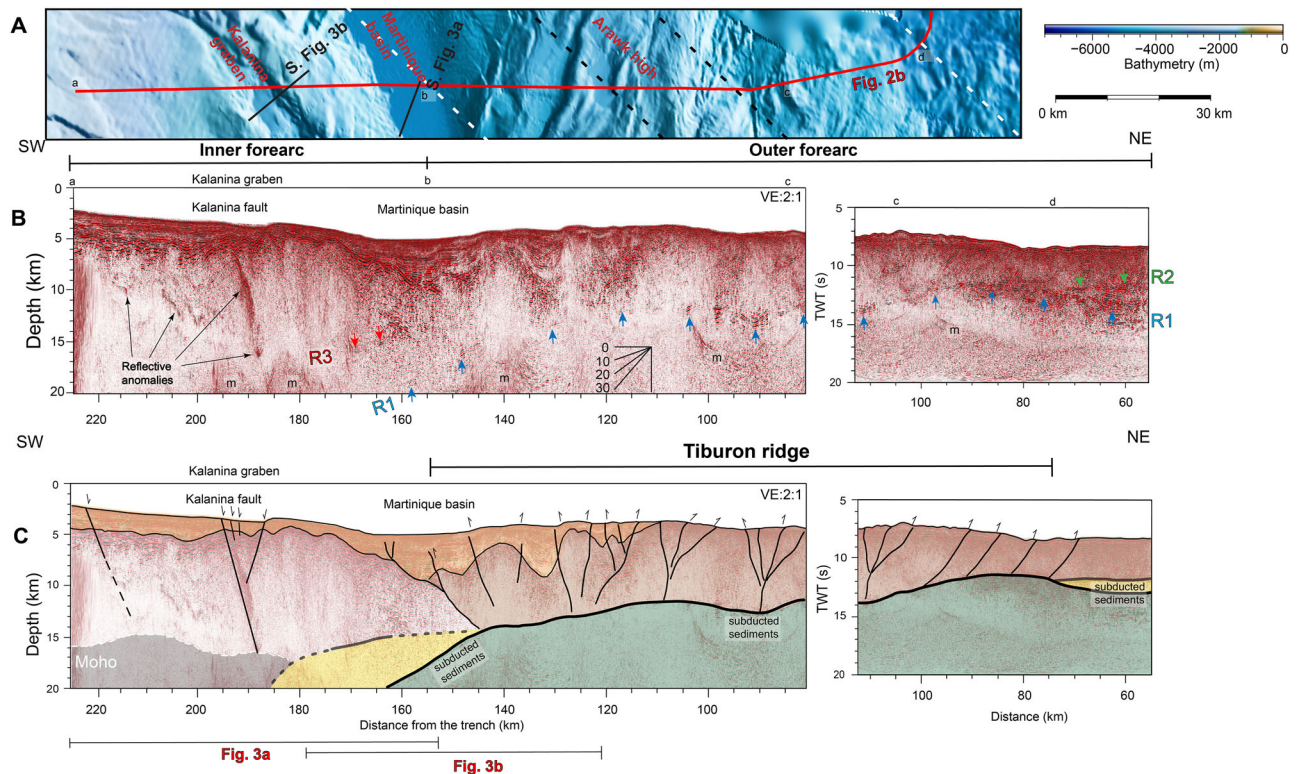 A
Kalanina
graben
S. Fig. 3b
Martinique
basin
S. Fig. 3a
Arawk high
a
b
c
d
Fig. 2b
-6000
-4000
-2000
0
Bathymetry (m)
0 km
30 km
SW
NE
Inner forearc
Outer forearc
a
Kalanina graben
b
c
c
d
B
Kalanina fault
Martinique basin
VE:2:1
Depth (km)
0
5
10
15
20
Reflective
anomalies
R3
m
m
m
m
0
10
20
30
R1
220
200
180
160
140
120
100
TWT (s)
5
10
15
20
m
R2
R1
100
80
60
SW
NE
Tiburon ridge
Kalanina graben
C
Kalanina fault
Martinique basin
VE:2:1
Depth (km)
0
5
10
15
20
Moho
subducted
sediments
subducted
sediments
220
200
180
160
140
120
100
Distance from the trench (km)
TWT (s)
5
10
15
20
subducted
sediments
100
80
60
Distance (km)
Fig. 3a
Fig. 3b